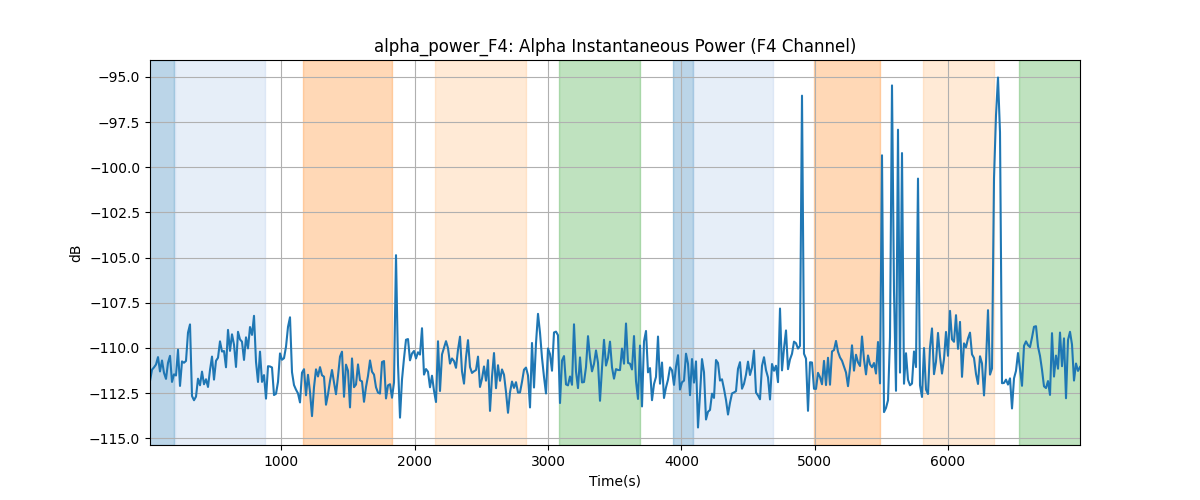 alpha_power_F4: Alpha Instantaneous Power (F4 Channel)
dB
−95.0
−97.5
−100.0
−102.5
−105.0
−107.5
−110.0
−112.5
−115.0
1000 2000 3000 4000 5000 6000
Time(s)